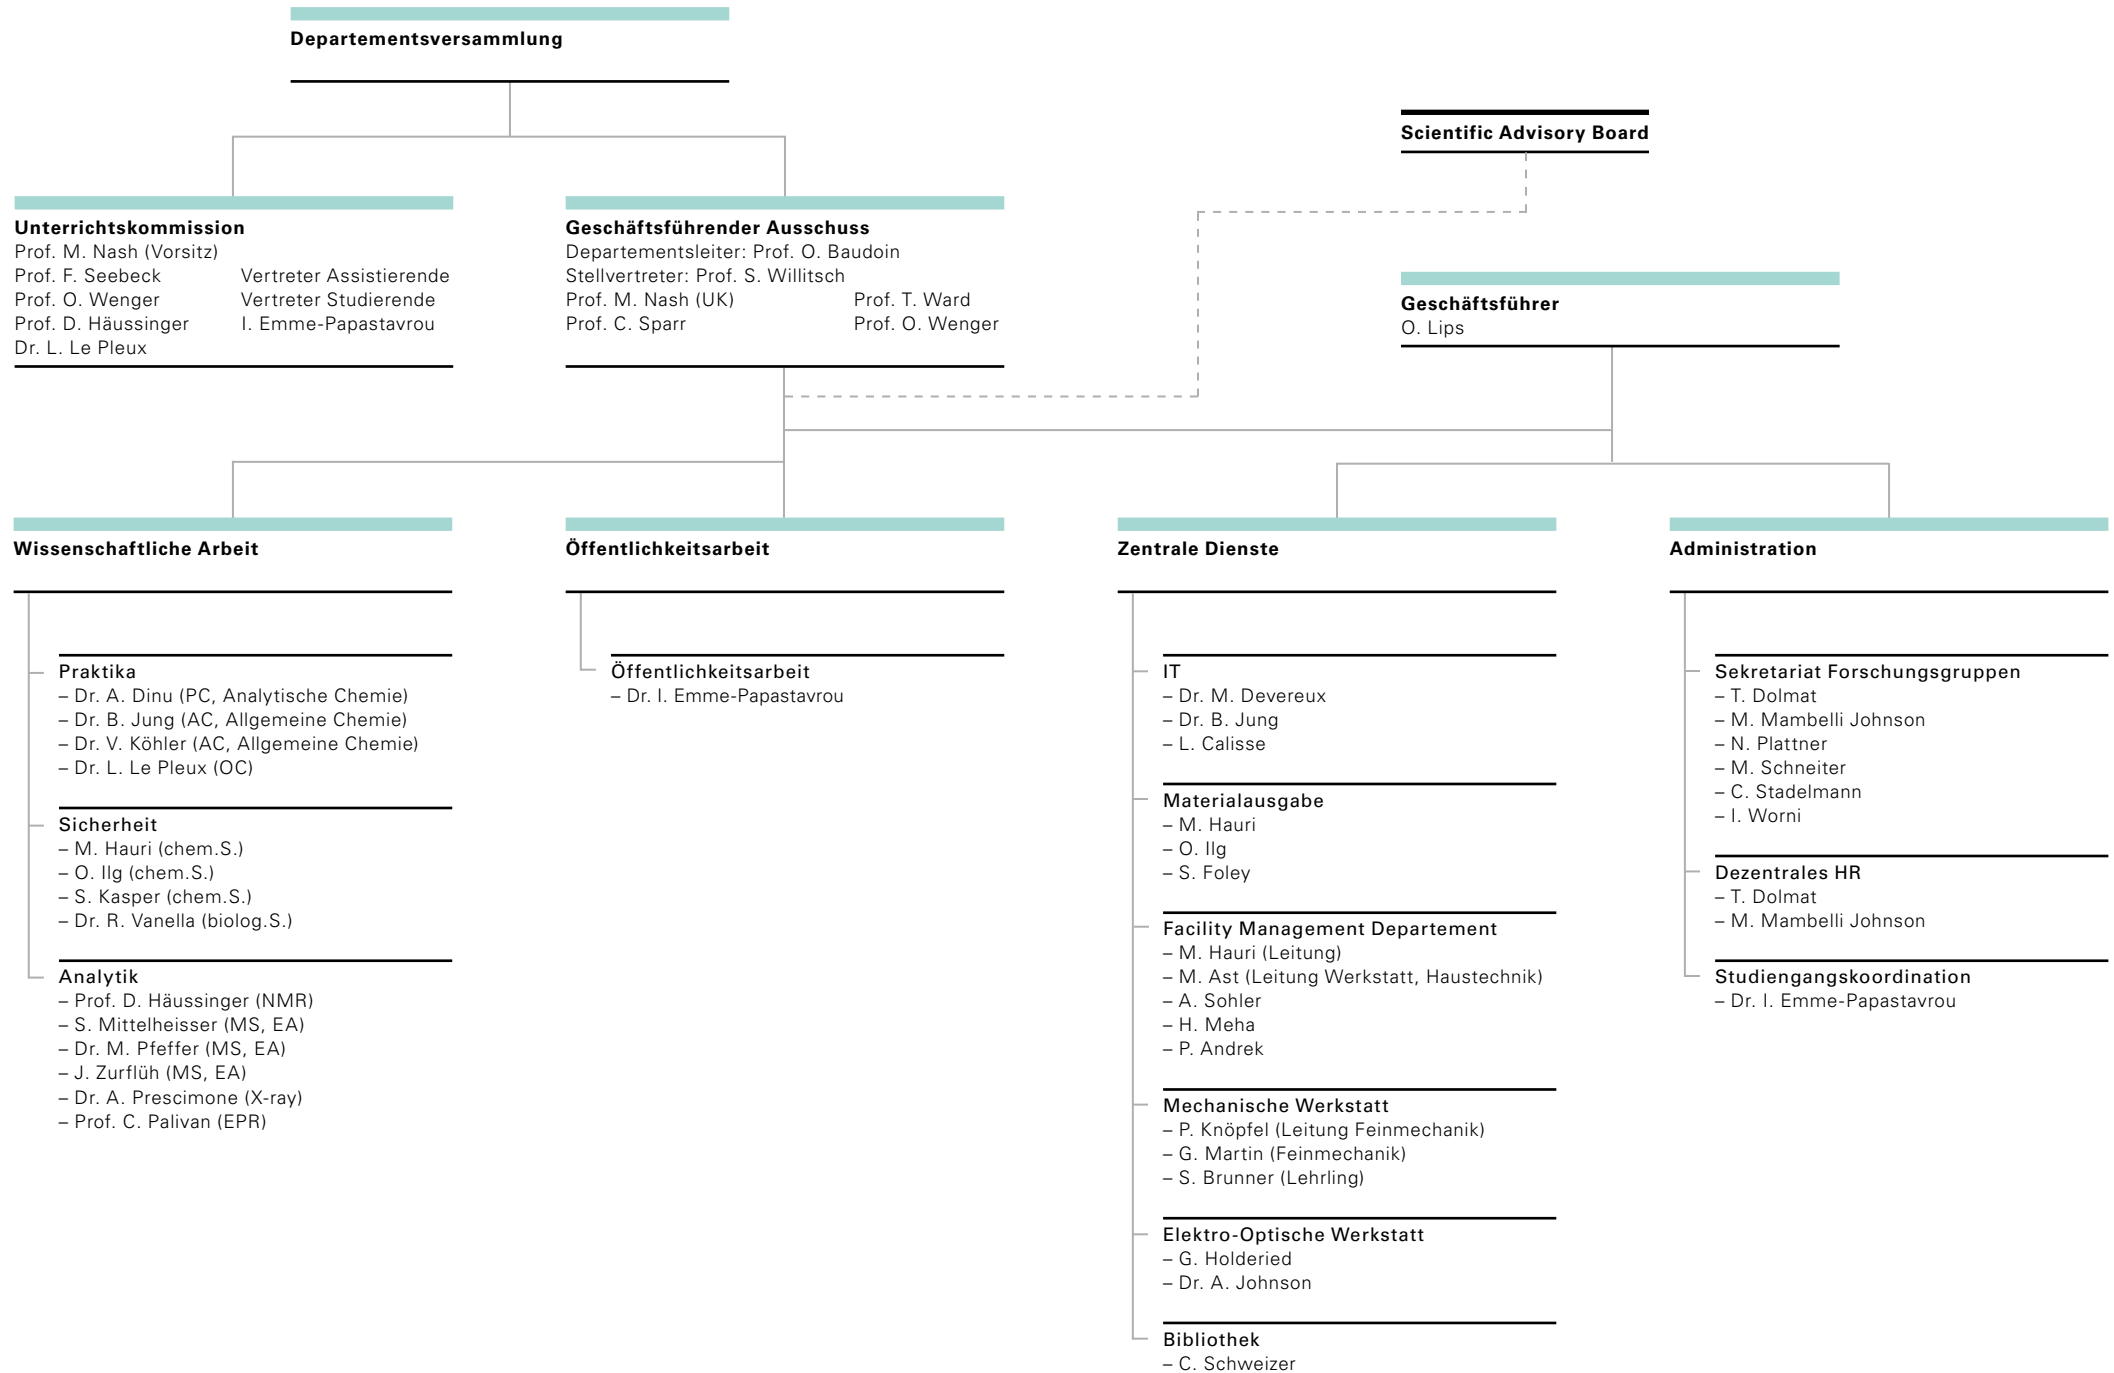 Departementsversammlung
Scientific Advisory Board
Unterrichtskommission
Prof. M. Nash (Vorsitz)
Prof. F. Seebeck
Prof. O. Wenger
Prof. D. Häussinger
Dr. L. Le Pleux
Vertreter Assistierende
Vertreter Studierende
I. Emme-Papastavrou
Geschäftsführender Ausschuss
Departementsleiter: Prof. O. Baudoin
Stellvertreter: Prof. S. Willitsch
Prof. M. Nash (UK)
Prof. C. Sparr
Prof. T. Ward
Prof. O. Wenger
Geschäftsführer
O. Lips
Wissenschaftliche Arbeit
Praktika
– Dr. A. Dinu (PC, Analytische Chemie)
– Dr. B. Jung (AC, Allgemeine Chemie)
– Dr. V. Köhler (AC, Allgemeine Chemie)
– Dr. L. Le Pleux (OC)
Sicherheit
– M. Hauri (chem.S.)
– O. Ilg (chem.S.)
– S. Kasper (chem.S.)
– Dr. R. Vanella (biolog.S.)
Analytik
– Prof. D. Häussinger (NMR)
– S. Mittelheisser (MS, EA)
– Dr. M. Pfeffer (MS, EA)
– J. Zurflüh (MS, EA)
– Dr. A. Prescimone (X-ray)
– Prof. C. Palivan (EPR)
Öffentlichkeitsarbeit
Öffentlichkeitsarbeit
– Dr. I. Emme-Papastavrou
Zentrale Dienste
IT
– Dr. M. Devereux
– Dr. B. Jung
– L. Calisse
Materialausgabe
– M. Hauri
– O. Ilg
– S. Foley
Facility Management Departement
– M. Hauri (Leitung)
– M. Ast (Leitung Werkstatt, Haustechnik)
– A. Sohler
– H. Meha
– P. Andrek
Mechanische Werkstatt
– P. Knöpfel (Leitung Feinmechanik)
– G. Martin (Feinmechanik)
– S. Brunner (Lehrling)
Elektro-Optische Werkstatt
– G. Holderied
– Dr. A. Johnson
Bibliothek
– C. Schweizer
Administration
Sekretariat Forschungsgruppen
– T. Dolmat
– M. Mambelli Johnson
– N. Plattner
– M. Schneiter
– C. Stadelmann
– I. Worni
Dezentrales HR
– T. Dolmat
– M. Mambelli Johnson
Studiengangskoordination
– Dr. I. Emme-Papastavrou